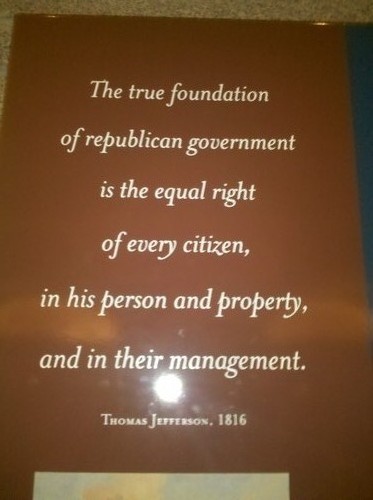 The true foundation
of republican government
is the equal right
of every citizen,
in his person and property,
and in their management.
THOMAS JEFFERSON, 1816